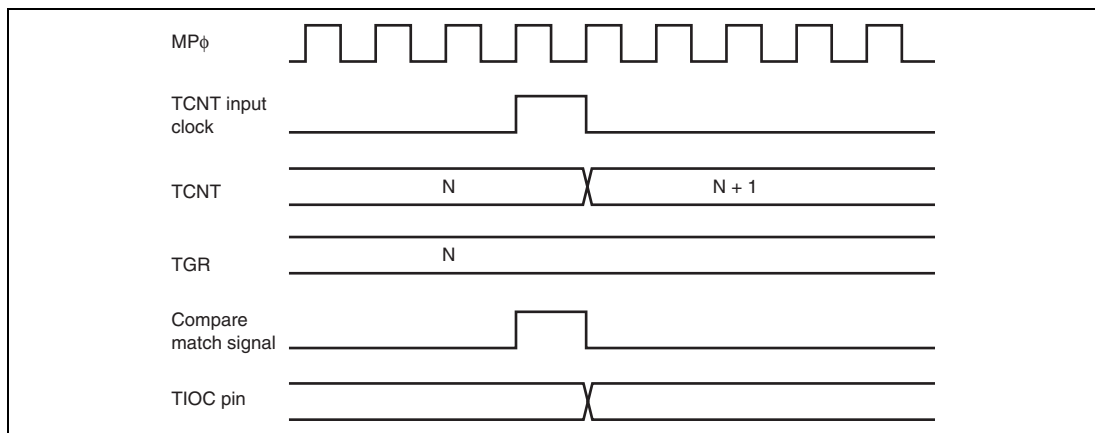 MPϕ
TCNT input
clock
TCNT
N
N + 1
TGR
N
Compare
match signal
TIOC pin